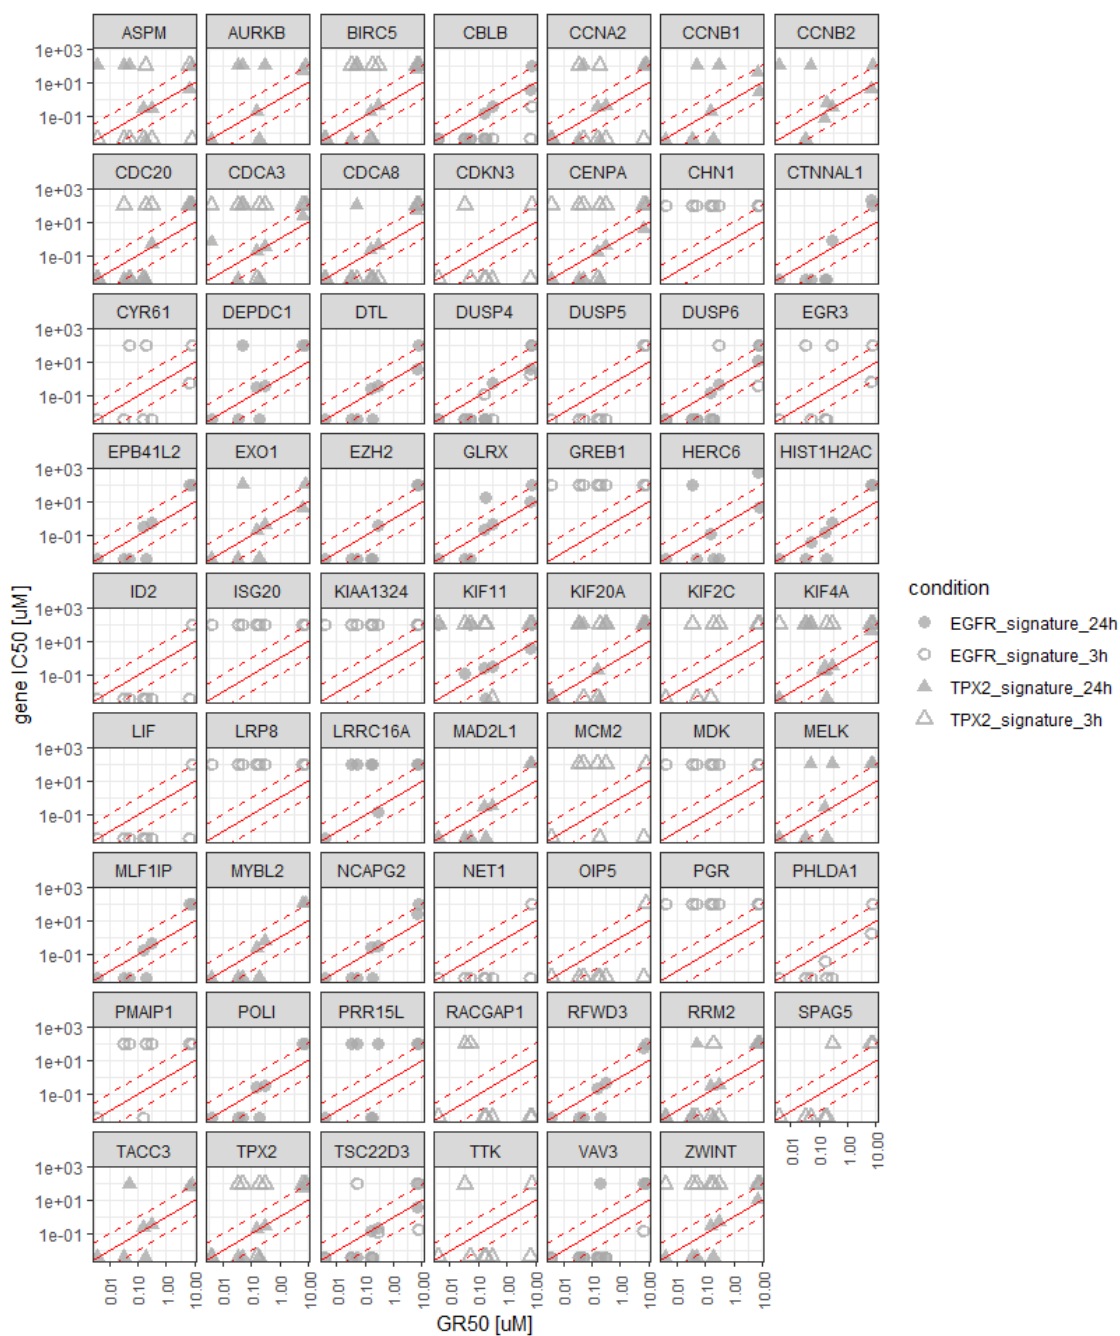 ASPM AURKB BIRC5 CBLB CCNA2 CCNB1 CCNB2
1e+03
1e+01
1e-01
CDC20 CDCA3 CDCA8 CDKN3 CENPA CHN1 CTNNAL1
1e+03
1e+01
1e-01
CYR61 DEPDC1 DTL DUSP4 DUSP5 DUSP6 EGR3
1e+03
1e+01
1e-01
EPB41L2 EXO1 EZH2 GLRX GREB1 HERC6 HIST1H2AC
1e+03
1e+01
1e-01
ID2 ISG20 KIAA1324 KIF11 KIF20A KIF2C KIF4A
1e+03
1e+01
1e-01
gene IC50 [uM]
LIF LRP8 LRRC16A MAD2L1 MCM2 MDK MELK
1e+03
1e+01
1e-01
MLF1IP MYBL2 NCAPG2 NET1 OIP5 PGR PHLDA1
1e+03
1e+01
1e-01
PMAIP1 POLI PRR15L RACGAP1 RFWD3 RRM2 SPAG5
1e+03
1e+01
1e-01
0.01 0.10 1.00 10.00
TACC3 TPX2 TSC22D3 TTK VAV3 ZWINT
1e+03
1e+01
1e-01
0.01 0.10 1.00 10.00 0.01 0.10 1.00 10.00 0.01 0.10 1.00 10.00 0.01 0.10 1.00 10.00 0.01 0.10 1.00 10.00 0.01 0.10 1.00 10.00
GR50 [uM]
condition
EGFR_signature_24h
EGFR_signature_3h
TPX2_signature_24h
TPX2_signature_3h